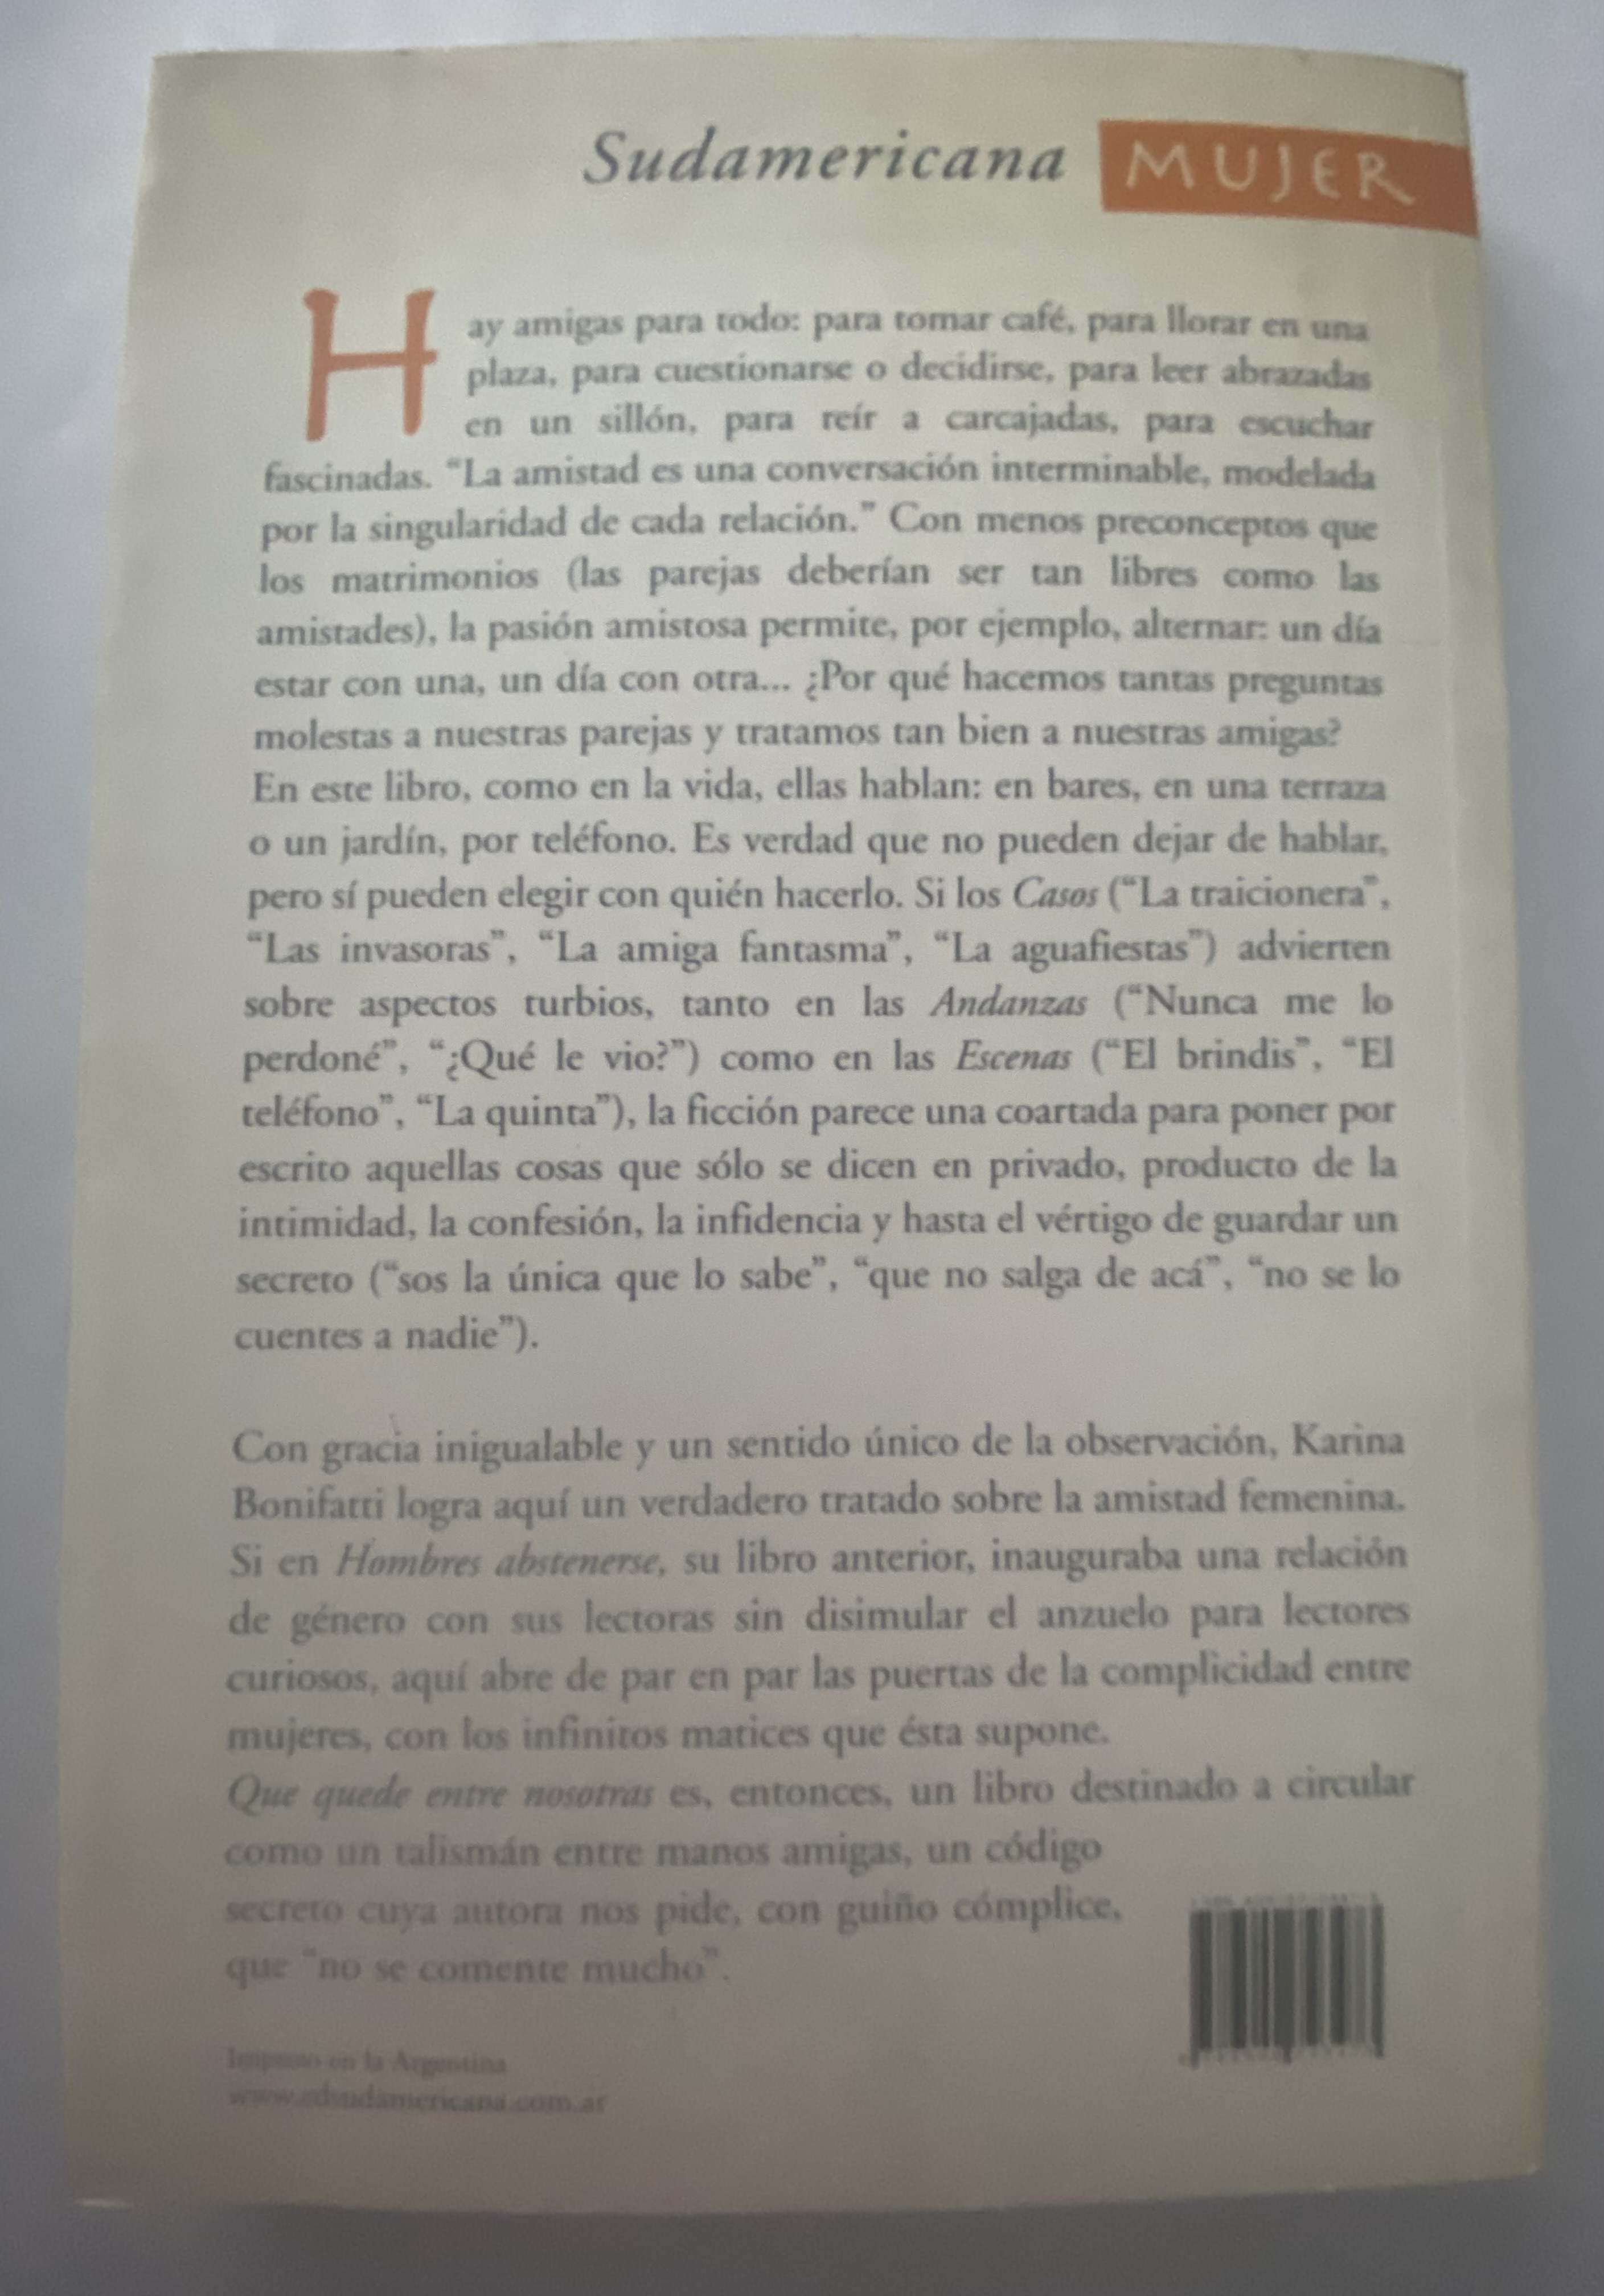 Sudamericana MUJER
Hay amigas para todo: para tomar café, para llorar en una
plaza, para cuestionarse o decidirse, para leer abrazadas
en un sillón, para reír a carcajadas, para escuchar
fascinadas. “La amistad es una conversación interminable, modelada
por la singularidad de cada relación.” Con menos preconceptos que
los matrimonios (las parejas deberían ser tan libres como las
amistades), la pasión amistosa permite, por ejemplo, alternar: un día
estar con una, un día con otra... ¿Por qué hacemos tantas preguntas
molestas a nuestras parejas y tratamos tan bien a nuestras amigas?
En este libro, como en la vida, ellas hablan: en bares, en una terraza
o un jardín, por teléfono. Es verdad que no pueden dejar de hablar,
pero sí pueden elegir con quién hacerlo. Si los Casos (“La traicionera”,
“Las invasoras”, “La amiga fantasma”, “La aguafiestas”) advierten
sobre aspectos turbios, tanto en las Andanzas (“Nunca me lo
perdoné”, “¿Qué le vio?”) como en las Escenas (“El brindis”, “El
teléfono”, “La quinta”), la ficción parece una coartada para poner por
escrito aquellas cosas que sólo se dicen en privado, producto de la
intimidad, la confesión, la infidencia y hasta el vértigo de guardar un
secreto (“sos la única que lo sabe”, “que no salga de acá”, “no se lo
cuentes a nadie”).
Con gracia inigualable y un sentido único de la observación, Karina
Bonifatti logra aquí un verdadero tratado sobre la amistad femenina.
Si en Hombres abstenerse, su libro anterior, inauguraba una relación
de género con sus lectoras sin disimular el anzuelo para lectores
curiosos, aquí abre de par en par las puertas de la complicidad entre
mujeres, con los infinitos matices que ésta supone.
Que quede entre nosotras es, entonces, un libro destinado a circular
como un talismán entre manos amigas, un código
secreto cuya autora nos pide, con guiño cómplice,
que “no se comente mucho”.
Impreso en la Argentina
www.edsudamericana.com.ar